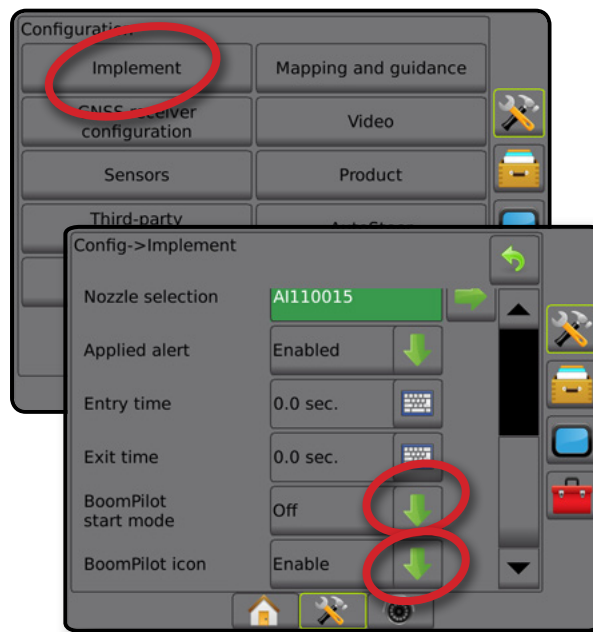 Configuration
Implement
Mapping and guidance
GNSS receiver
configuration
Video
Sensors
Product
Third-party
Config->Implement
Nozzle selection
AI110015
Applied alert
Enabled
Entry time
0.0 sec.
Exit time
0.0 sec.
BoomPilot
start mode
Off
BoomPilot icon
Enable